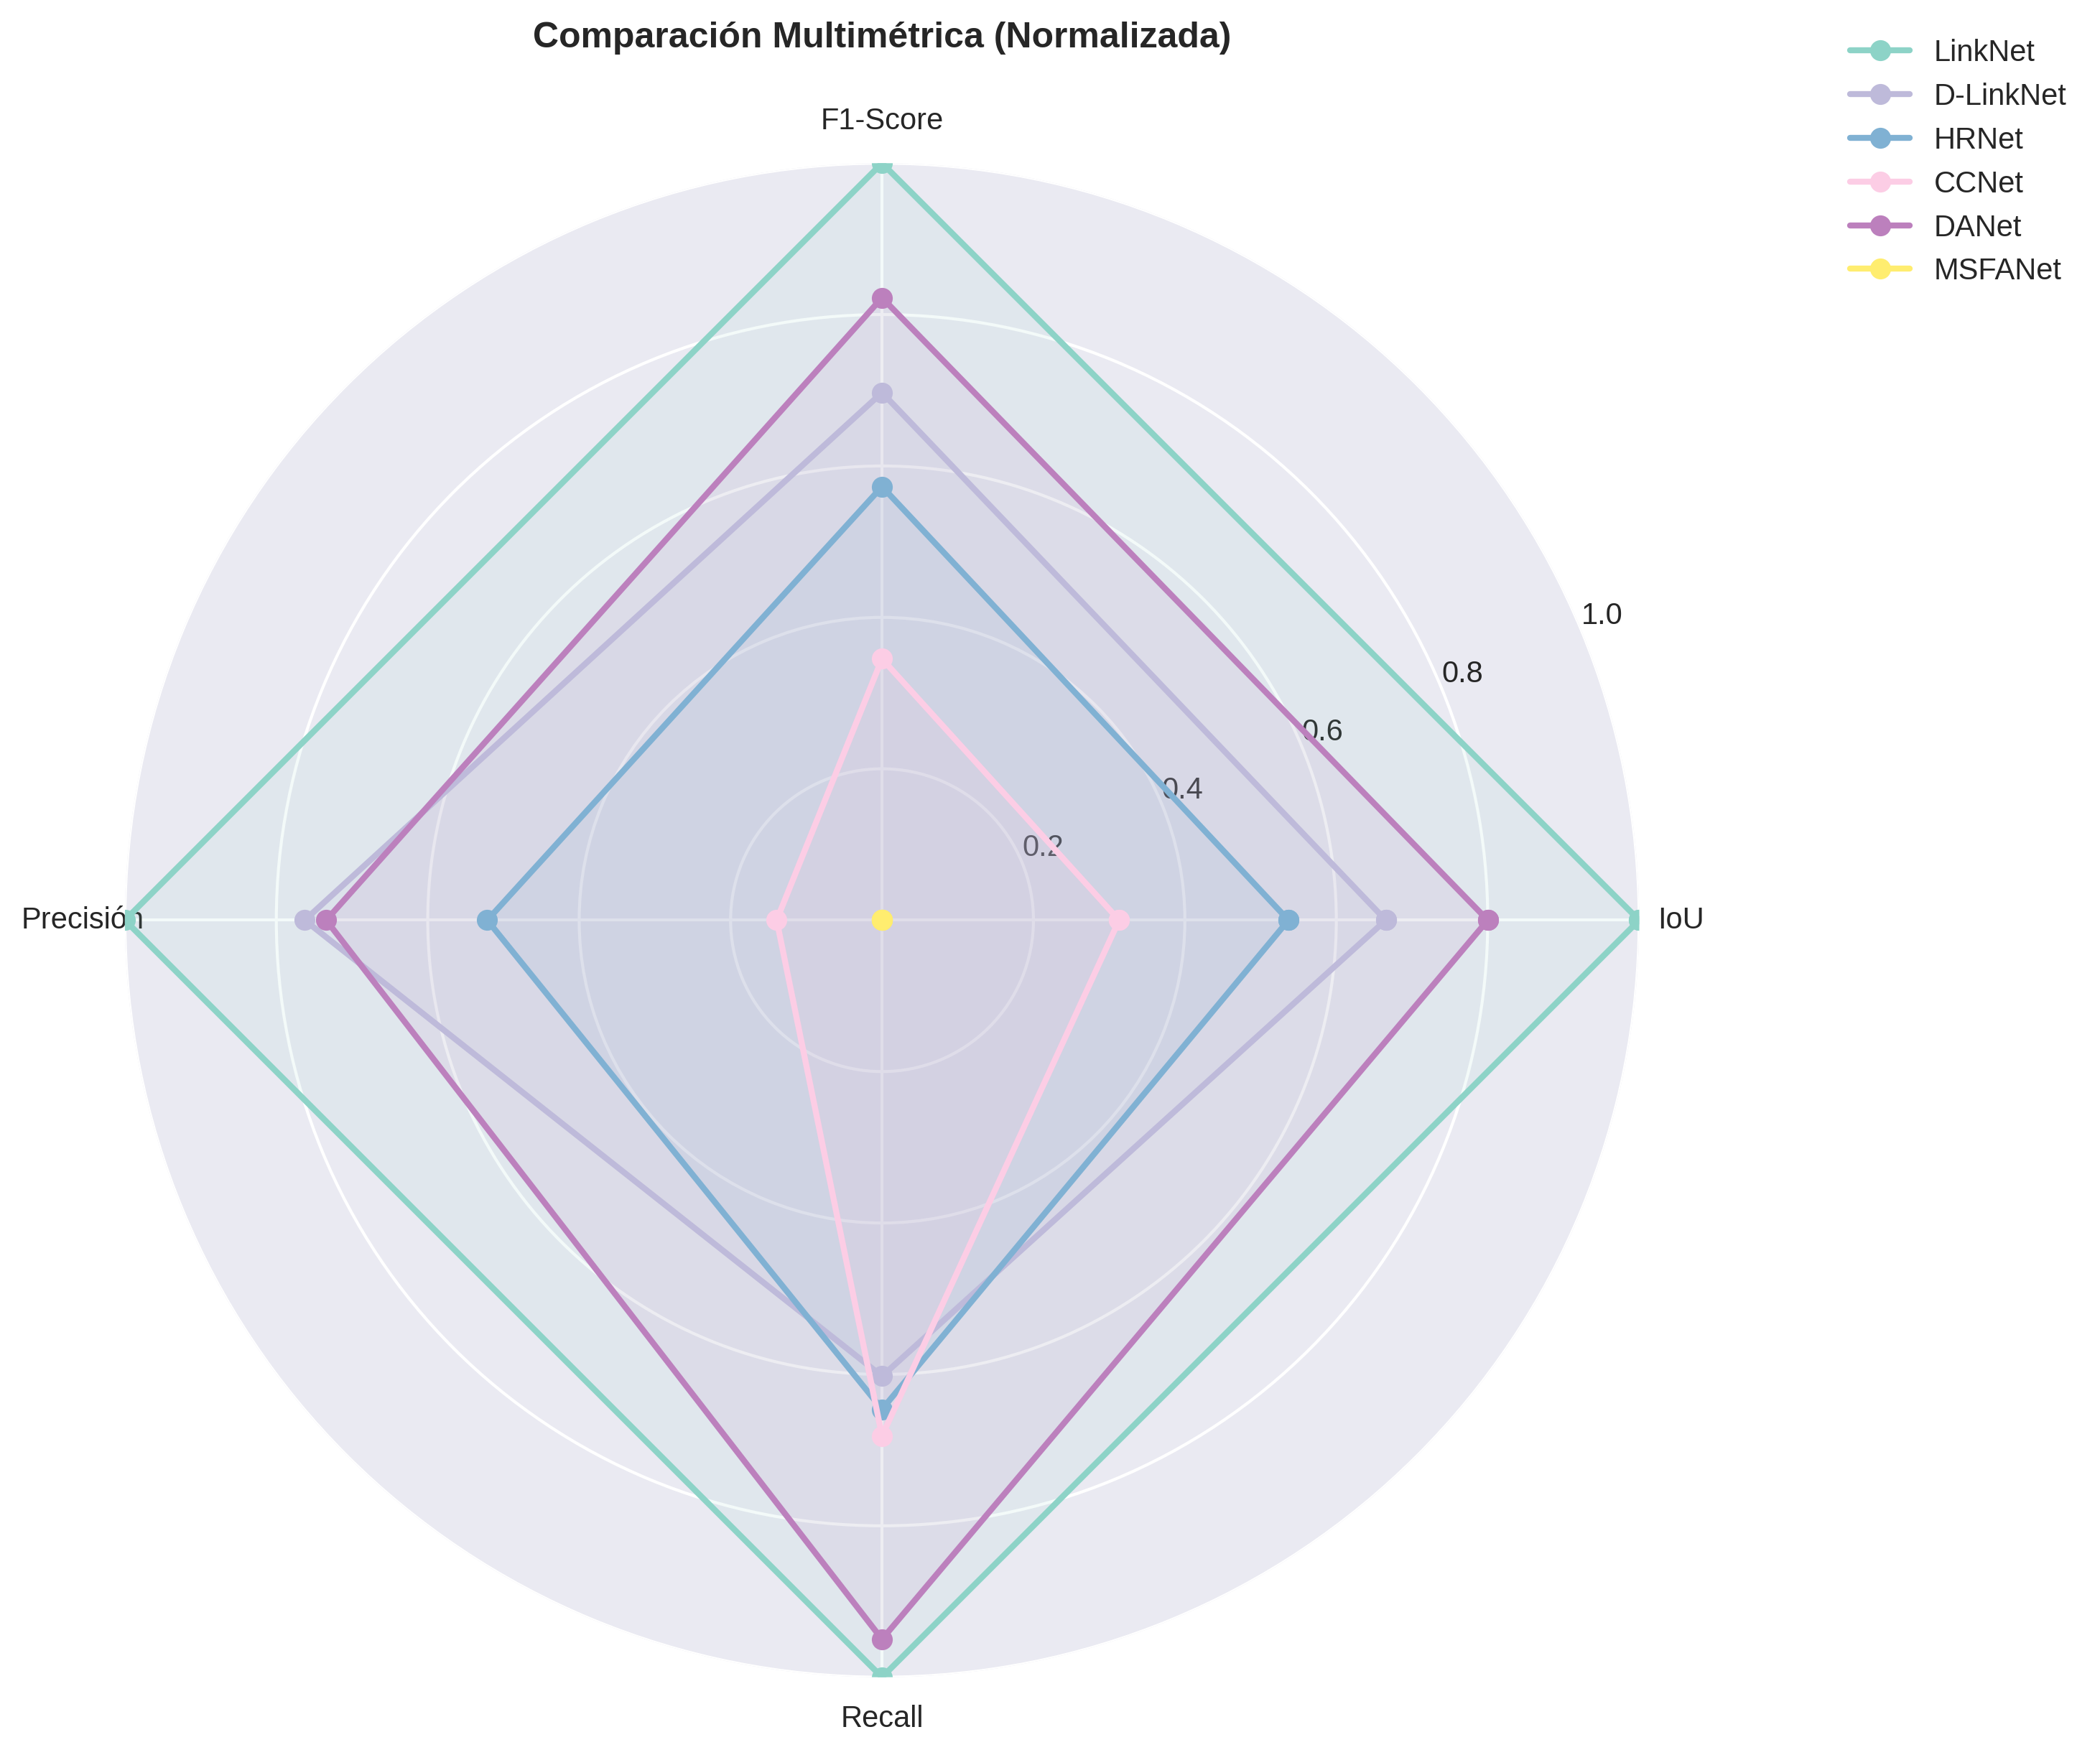 Comparación Multimétrica (Normalizada)
LinkNet
D-LinkNet
HRNet
CCNet
DANet
MSFANet
F1-Score
1.0
0.8
0.6
0.4
0.2
Precisión
IoU
Recall